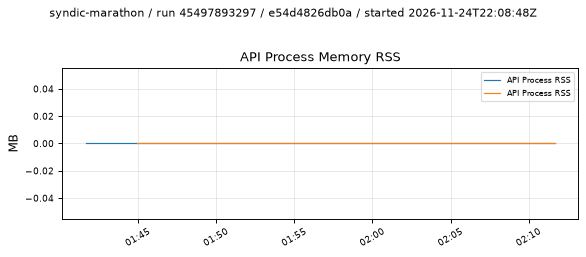 syndic-marathon / run 45497893297 / e54d4826db0a / started 2026-11-24T22:08:48Z
API Process Memory RSS
API Process RSS
API Process RSS
MB
0.04
0.02
0.00
−0.02
−0.04
01:45
01:50
01:55
02:00
02:05
02:10